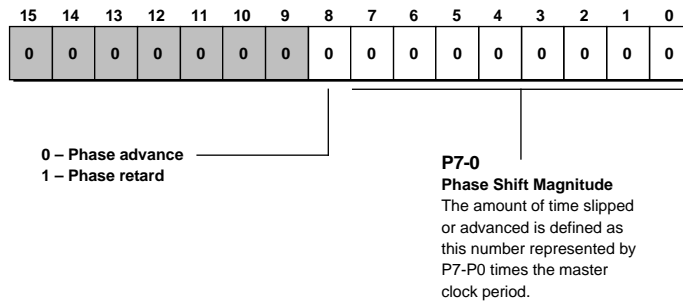 15 14 13 12 11 10 9 8 7 6 5 4 3 2 1 0
0 0 0 0 0 0 0 0 0 0 0 0 0 0 0 0
0 – Phase advance
1 – Phase retard
P7-0
Phase Shift Magnitude
The amount of time slipped
or advanced is defined as
this number represented by
P7-P0 times the master
clock period.